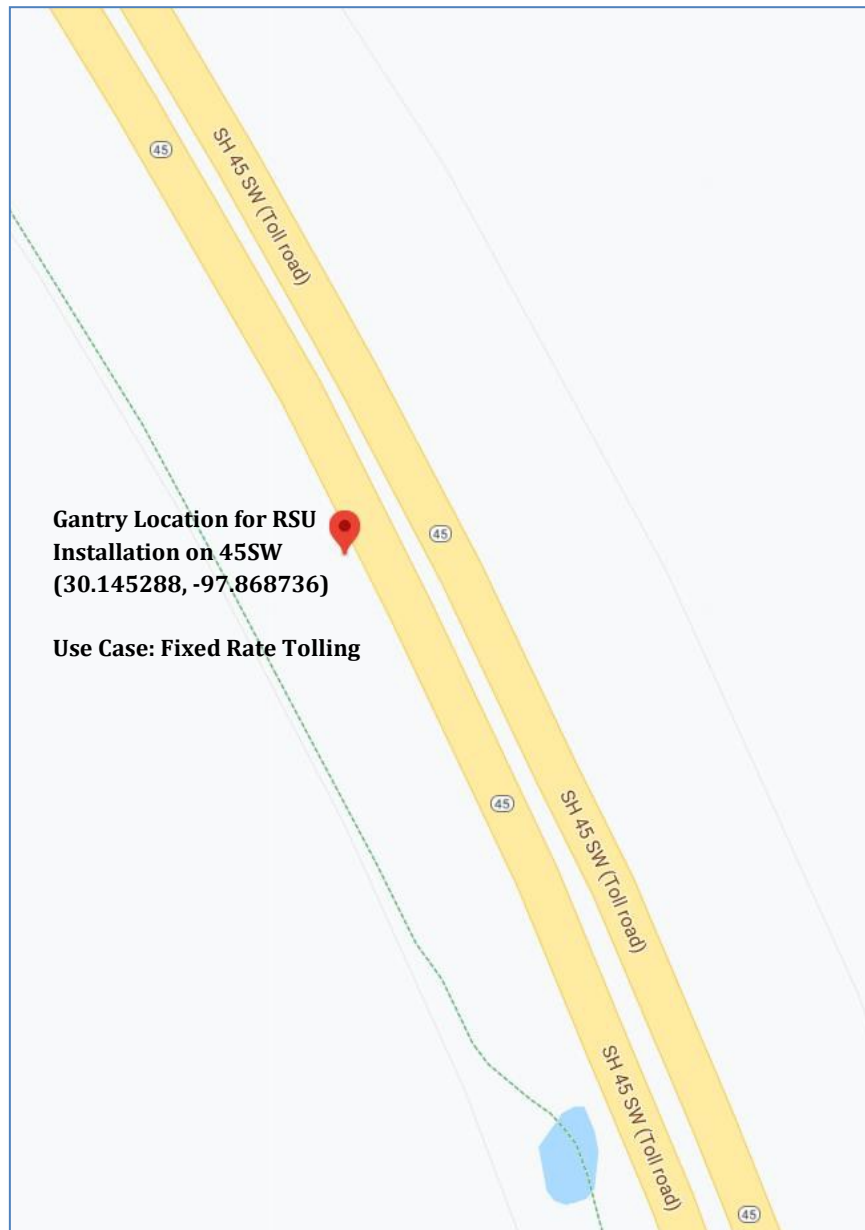 45
SH 45 SW (Toll road)
Gantry Location for RSU
Installation on 45SW
(30.145288, -97.868736)
Use Case: Fixed Rate Tolling
45
45
SH 45 SW (Toll road)
SH 45 SW (Toll road)
45